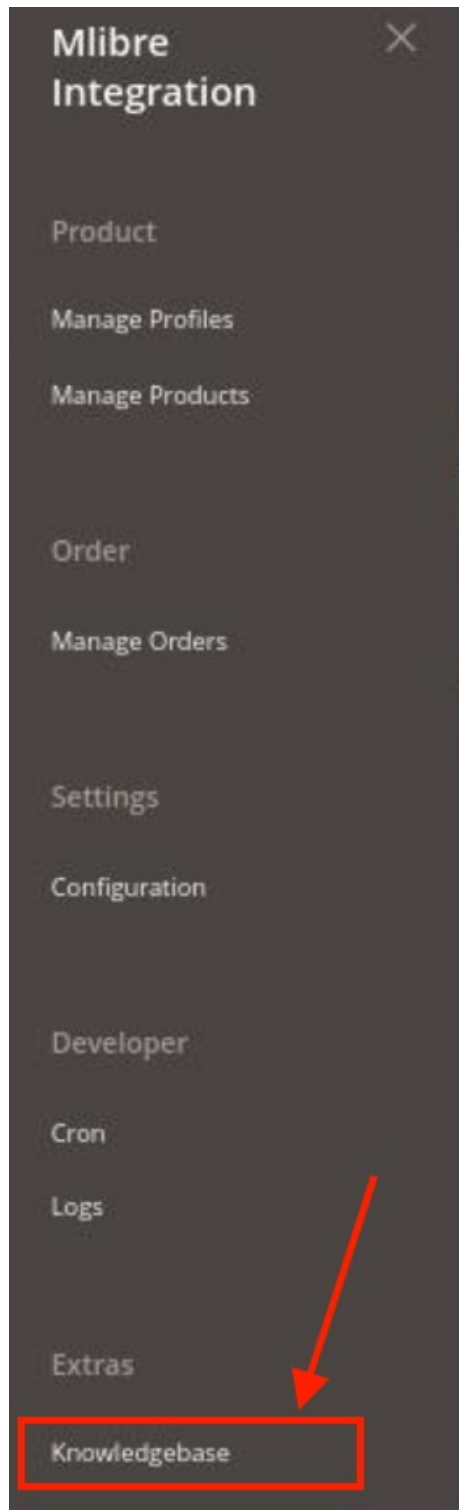 Mlibre
Integration
Product
Manage Profiles
Manage Products
Order
Manage Orders
Settings
Configuration
Developer
Cron
Logs
Extras
Knowledgebase